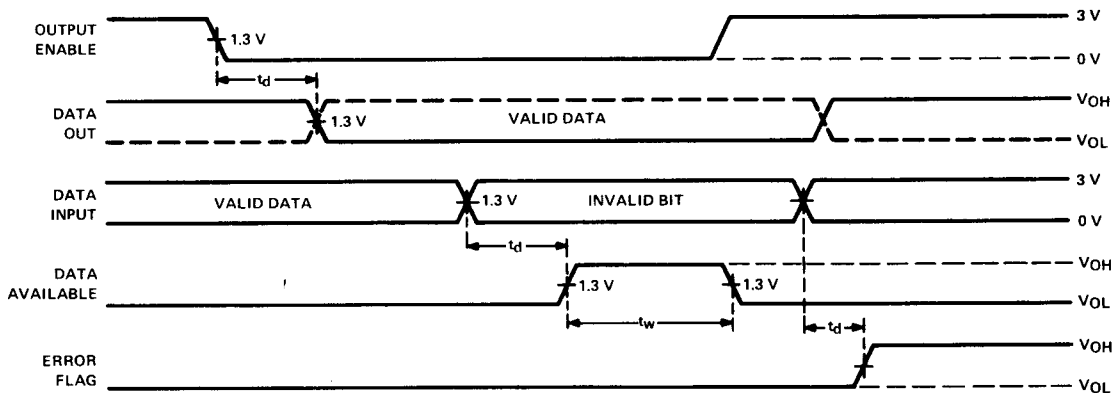 OUTPUT
ENABLE
1.3 V
3 V
0 V
td
DATA
OUT
1.3 V
VALID DATA
VOH
VOL
DATA
INPUT
VALID DATA
1.3 V
INVALID BIT
3 V
0 V
td
DATA
AVAILABLE
1.3 V
1.3 V
VOH
VOL
tw
td
ERROR
FLAG
VOH
VOL